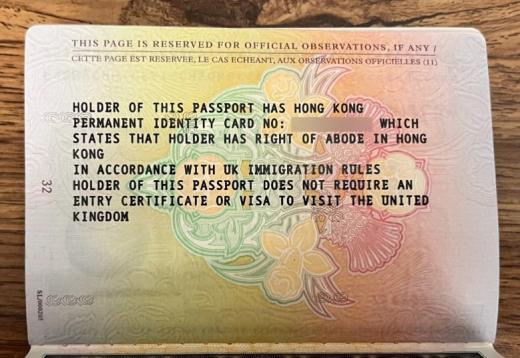 THIS PAGE IS RESERVED FOR OFFICIAL OBSERVATIONS, IF ANY /
CETTE PAGE EST RESERVEE, LE CAS ECHEANT, AUX OBSERVATIONS OFFICIELLES (11)
HOLDER OF THIS PASSPORT HAS HONG KONG
PERMANENT IDENTITY CARD NO: WHICH
STATES THAT HOLDER HAS RIGHT OF ABODE IN HONG
KONG
IN ACCORDANCE WITH UK IMMIGRATION RULES
HOLDER OF THIS PASSPORT DOES NOT REQUIRE AN
ENTRY CERTIFICATE OR VISA TO VISIT THE UNITED
KINGDOM
32